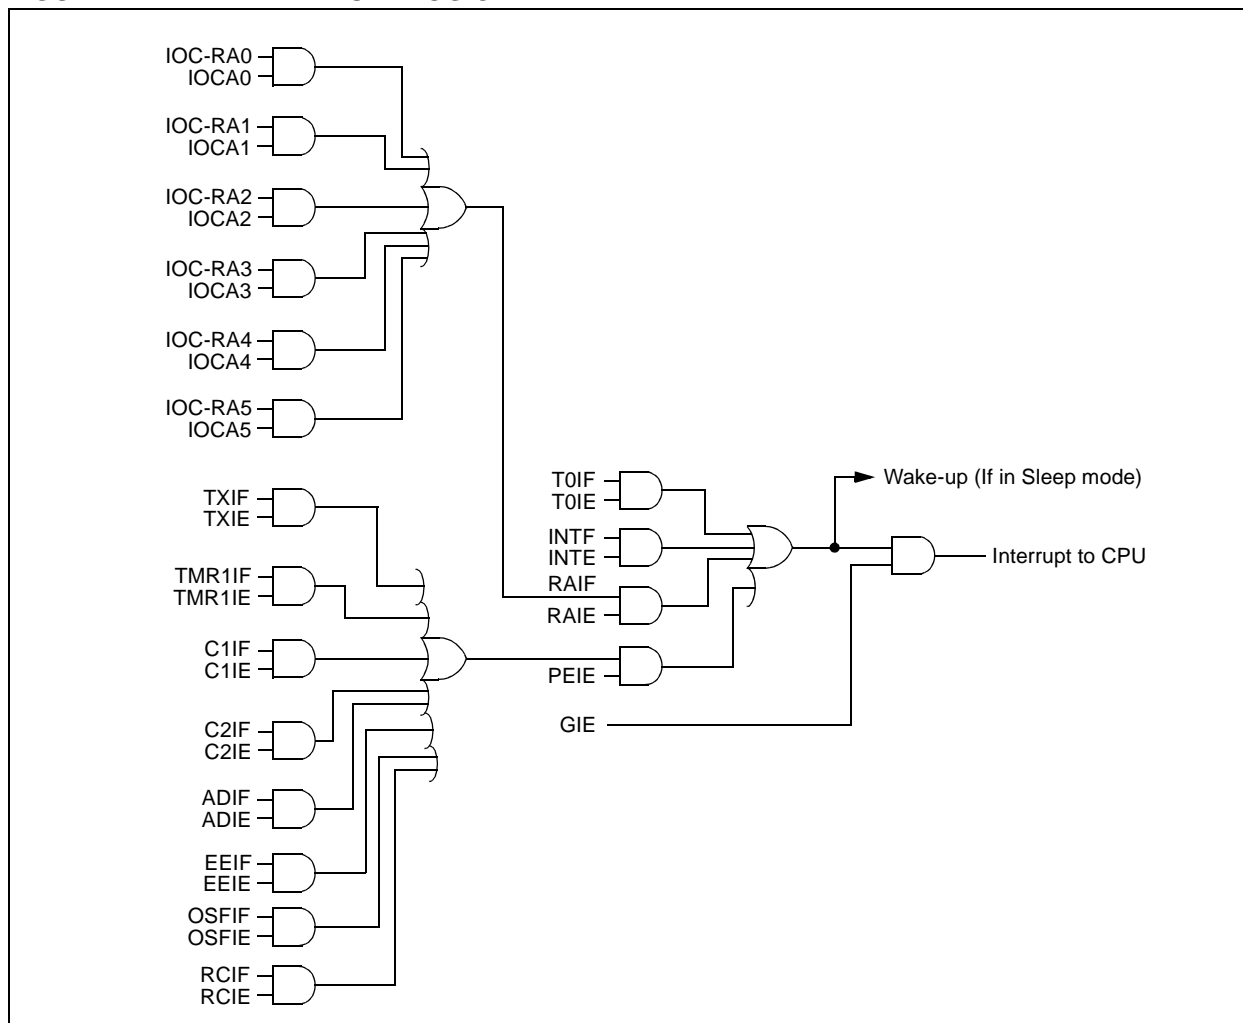 IOC-RA0
IOCA0
IOC-RA1
IOCA1
IOC-RA2
IOCA2
IOC-RA3
IOCA3
IOC-RA4
IOCA4
IOC-RA5
IOCA5
TXIF
TXIE
TMR1IF
TMR1IE
C1IF
C1IE
C2IF
C2IE
ADIF
ADIE
EEIF
EEIE
OSFIF
OSFIE
RCIF
RCIE
T0IF
T0IE
INTF
INTE
RAIF
RAIE
PEIE
GIE
Wake-up (If in Sleep mode)
Interrupt to CPU